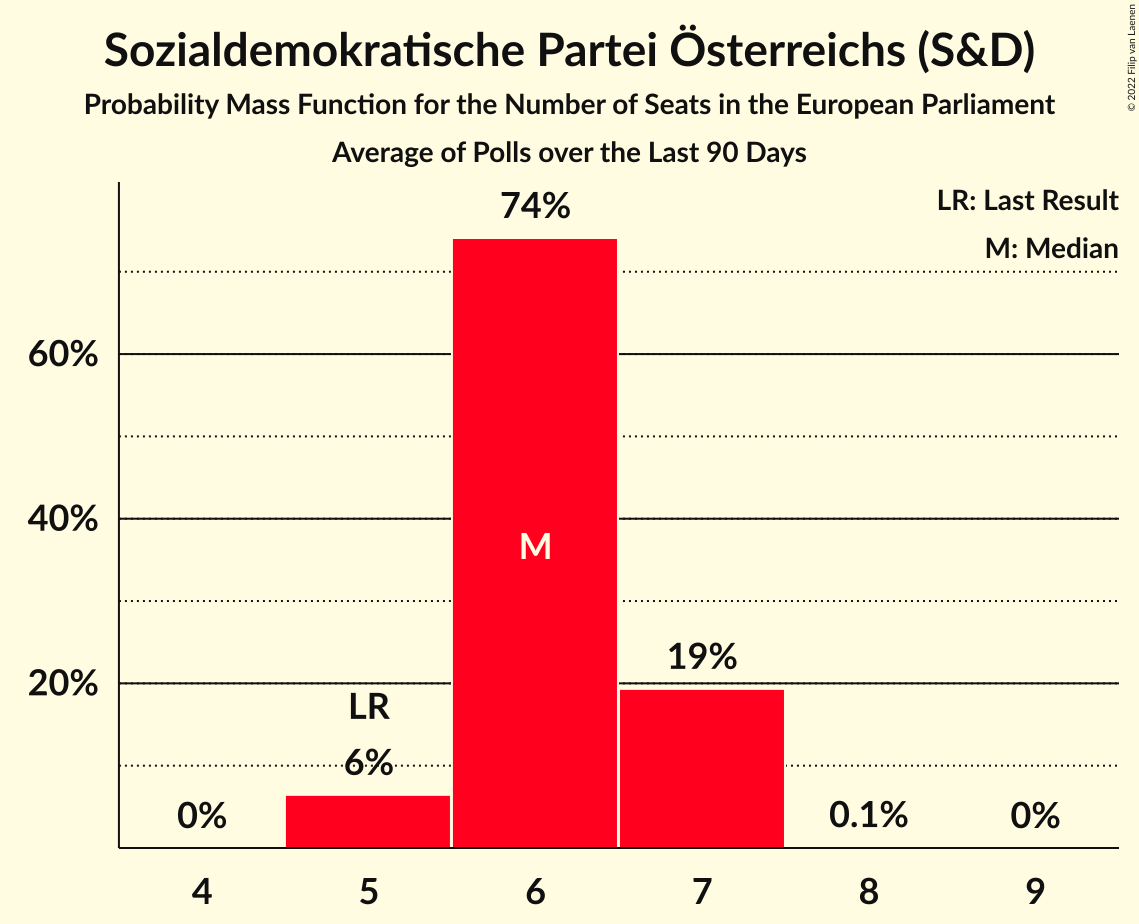 Sozialdemokratische Partei Österreichs (S&D)
Probability Mass Function for the Number of Seats in the European Parliament
Average of Polls over the Last 90 Days
© 2022 Filip van Laenen
LR: Last Result
M: Median
74%
60%
40%
M
19%
20%
LR
6%
0%
0.1%
0%
4 5 6 7 8 9